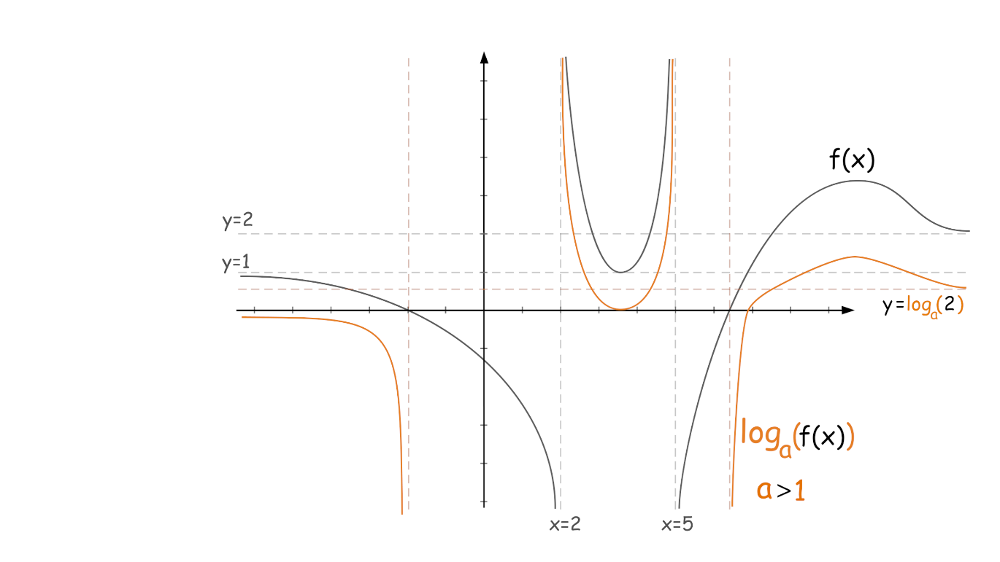 f(x)
y=2
y=1
y=logₐ(2)
logₐ(f(x))
a>1
x=2
x=5